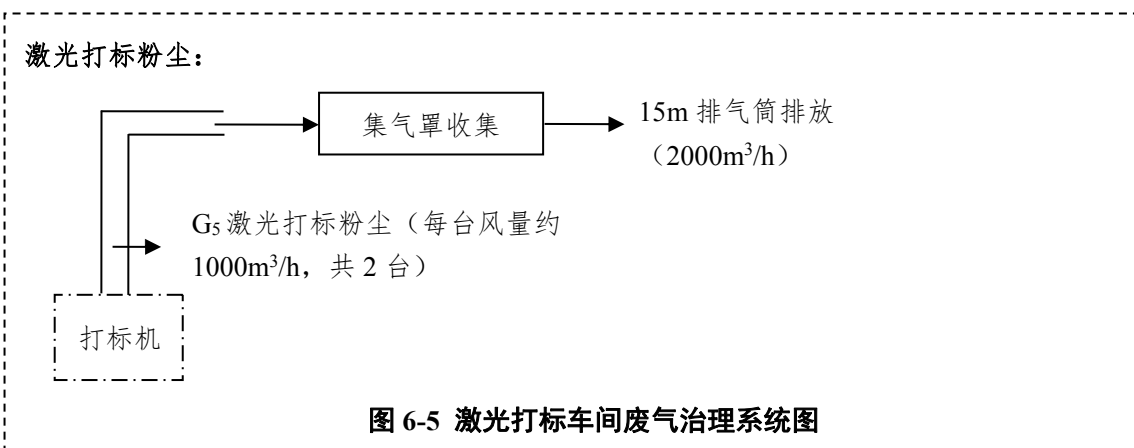 激光打标粉尘：
集气罩收集
15m 排气筒排放
（2000m³/h）
G₅ 激光打标粉尘（每台风量约
1000m³/h，共 2 台）
打标机
图 6-5 激光打标车间废气治理系统图